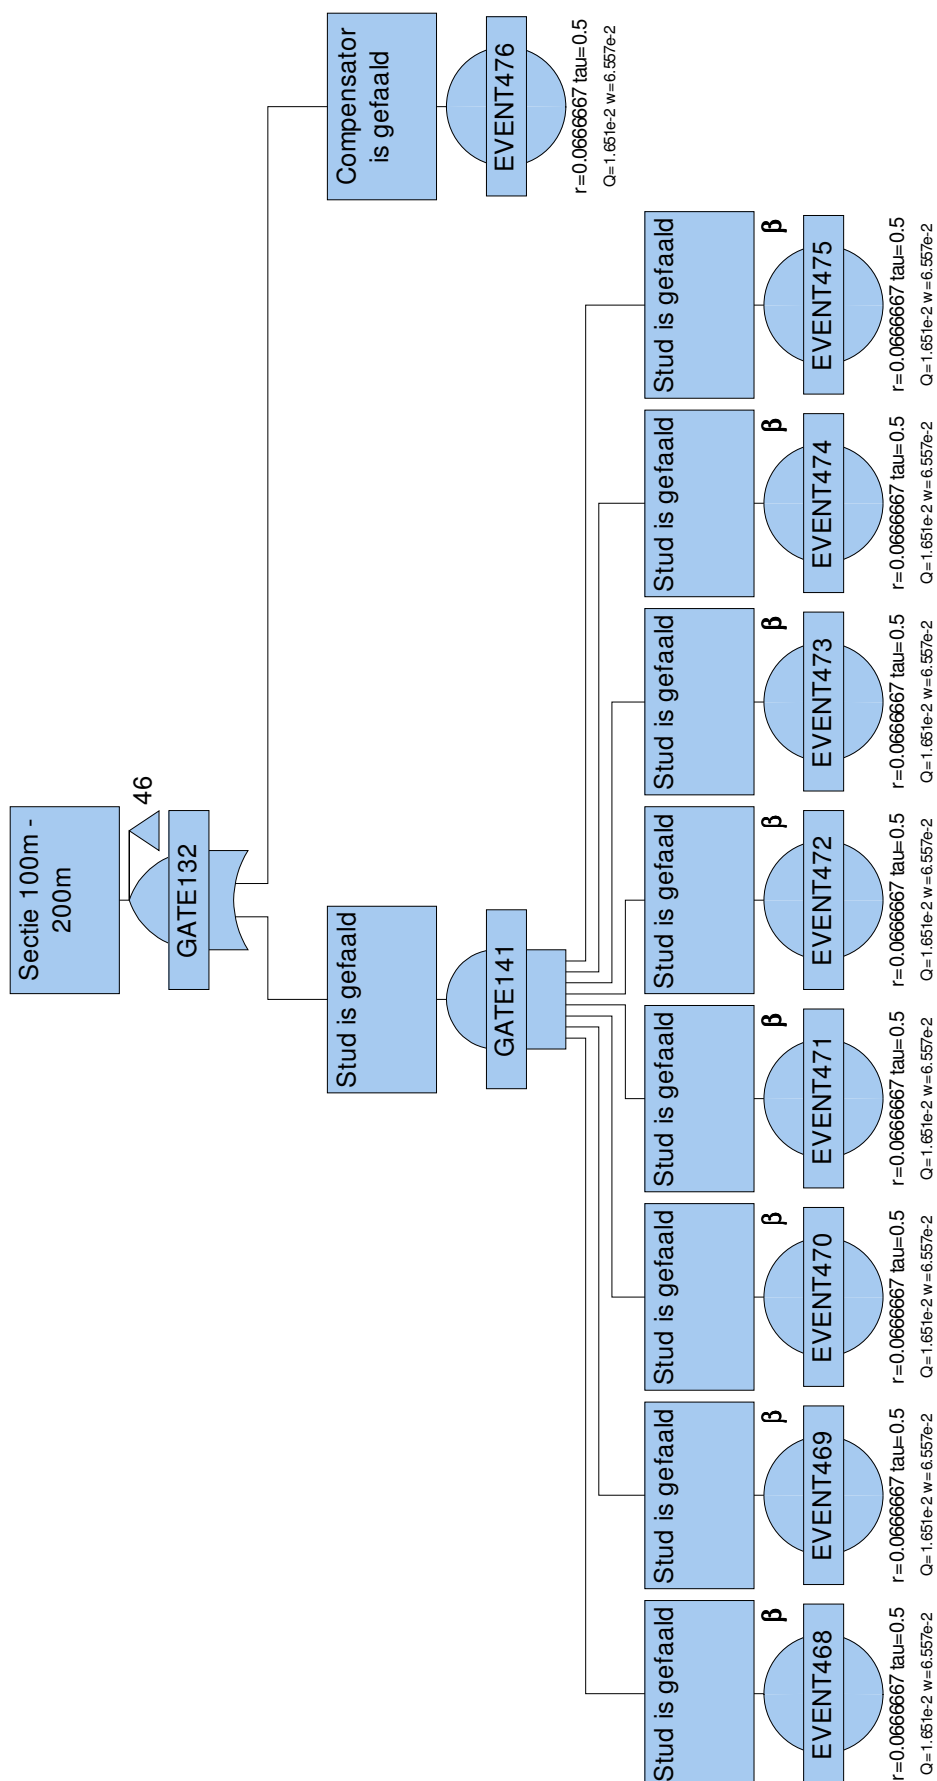 Sectie 100m -
200m
46
GATE132
Stud is gefaald
GATE141
Compensator
is gefaald
EVENT476
r=0.0666667 tau=0.5
Q=1.651e-2 w=6.557e-2
Stud is gefaald
β
EVENT468
r=0.0666667 tau=0.5
Q=1.651e-2 w=6.557e-2
Stud is gefaald
β
EVENT469
r=0.0666667 tau=0.5
Q=1.651e-2 w=6.557e-2
Stud is gefaald
β
EVENT470
r=0.0666667 tau=0.5
Q=1.651e-2 w=6.557e-2
Stud is gefaald
β
EVENT471
r=0.0666667 tau=0.5
Q=1.651e-2 w=6.557e-2
Stud is gefaald
β
EVENT472
r=0.0666667 tau=0.5
Q=1.651e-2 w=6.557e-2
Stud is gefaald
β
EVENT473
r=0.0666667 tau=0.5
Q=1.651e-2 w=6.557e-2
Stud is gefaald
β
EVENT474
r=0.0666667 tau=0.5
Q=1.651e-2 w=6.557e-2
Stud is gefaald
β
EVENT475
r=0.0666667 tau=0.5
Q=1.651e-2 w=6.557e-2